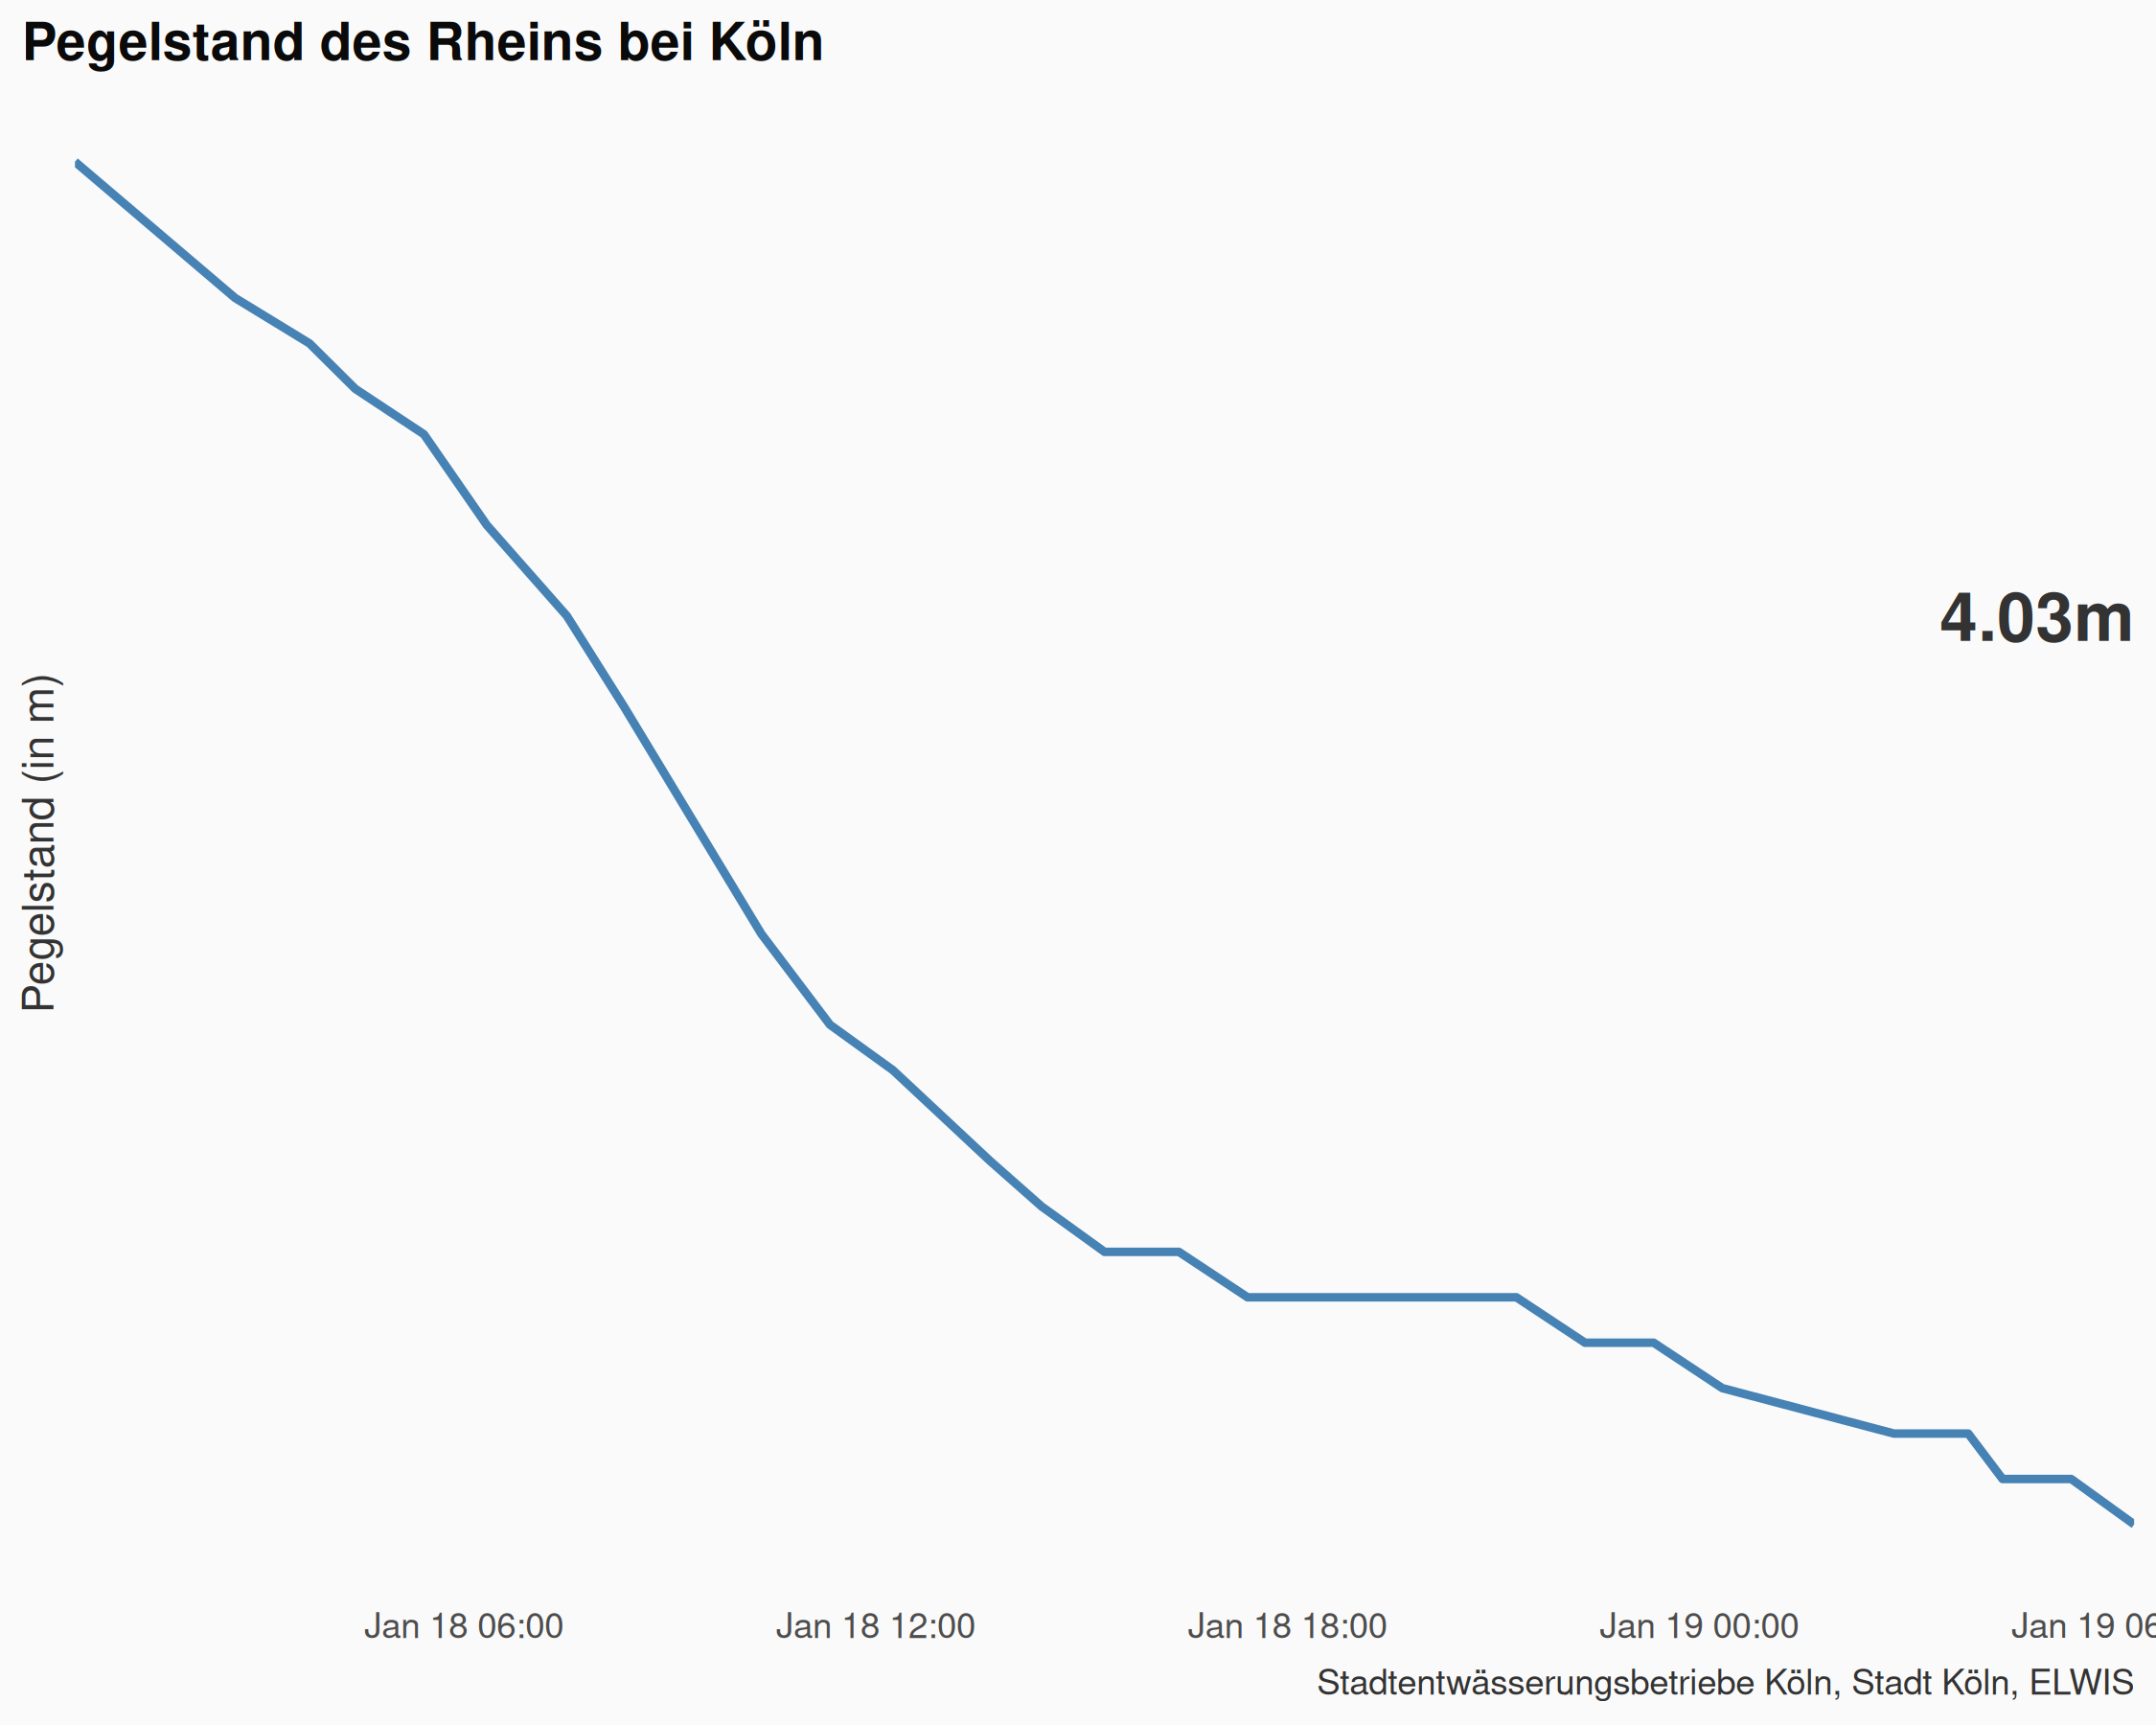 Pegelstand des Rheins bei Köln
4.03m
Pegelstand (in m)
Jan 18 06:00 Jan 18 12:00 Jan 18 18:00 Jan 19 00:00 Jan 19 06
Stadtentwässerungsbetriebe Köln, Stadt Köln, ELWIS